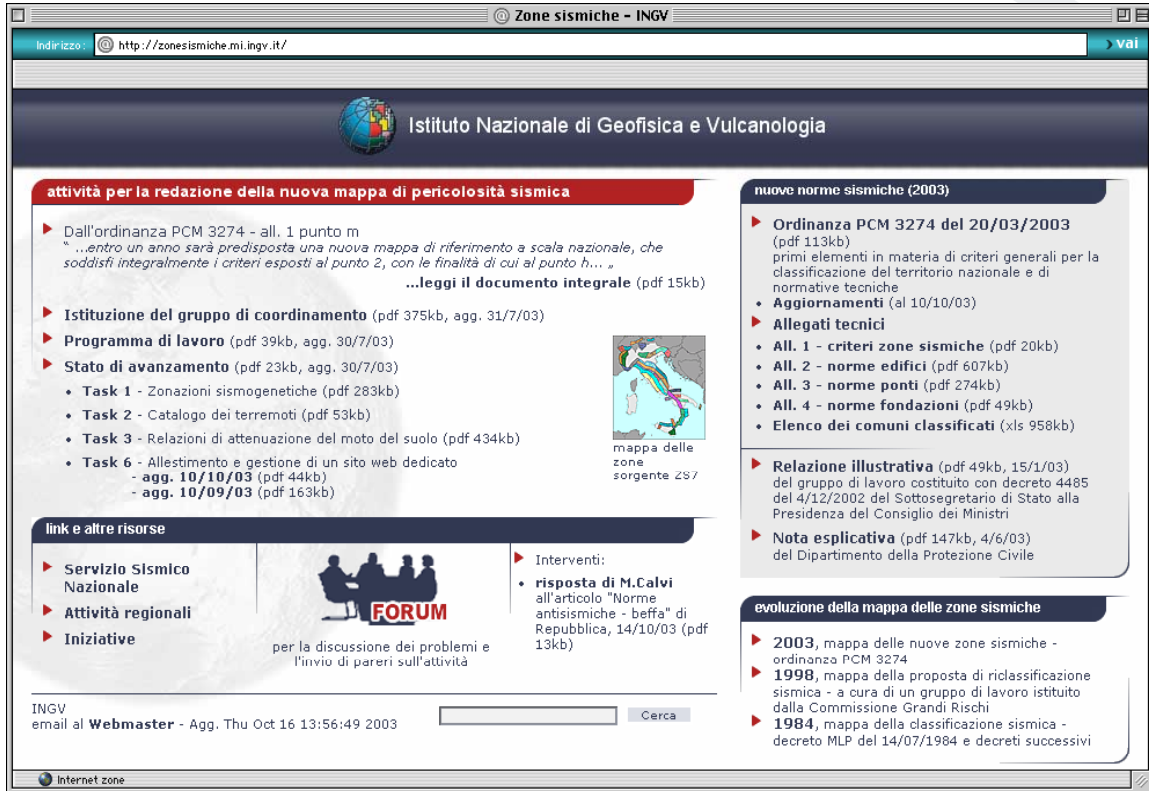 Zone sismiche - INGV
Indirizzo: http://zonesismiche.mi.ingv.it/ vai
Istituto Nazionale di Geofisica e Vulcanologia
attività per la redazione della nuova mappa di pericolosità sismica
Dall'ordinanza PCM 3274 - all. 1 punto m
" ...entro un anno sarà predisposta una nuova mappa di riferimento a scala nazionale, che
soddisfi integralmente i criteri esposti al punto 2, con le finalità di cui al punto h... „
...leggi il documento integrale (pdf 15kb)
Istituzione del gruppo di coordinamento (pdf 375kb, agg. 31/7/03)
Programma di lavoro (pdf 39kb, agg. 30/7/03)
Stato di avanzamento (pdf 23kb, agg. 30/7/03)
• Task 1 - Zonazioni sismogenetiche (pdf 283kb)
• Task 2 - Catalogo dei terremoti (pdf 53kb)
• Task 3 - Relazioni di attenuazione del moto del suolo (pdf 434kb)
• Task 6 - Allestimento e gestione di un sito web dedicato
- agg. 10/10/03 (pdf 44kb)
- agg. 10/09/03 (pdf 163kb)
mappa delle
zone
sorgente ZS7
link e altre risorse
Servizio Sismico
Nazionale
Attività regionali
Iniziative
FORUM
per la discussione dei problemi e
l'invio di pareri sull'attività
Interventi:
• risposta di M.Calvi
all'articolo "Norme
antisismiche - beffa" di
Repubblica, 14/10/03 (pdf
13kb)
INGV
email al Webmaster - Agg. Thu Oct 16 13:56:49 2003
Cerca
nuove norme sismiche (2003)
Ordinanza PCM 3274 del 20/03/2003
(pdf 113kb)
primi elementi in materia di criteri generali per la
classificazione del territorio nazionale e di
normative tecniche
• Aggiornamenti (al 10/10/03)
Allegati tecnici
• All. 1 - criteri zone sismiche (pdf 20kb)
• All. 2 - norme edifici (pdf 607kb)
• All. 3 - norme ponti (pdf 274kb)
• All. 4 - norme fondazioni (pdf 49kb)
• Elenco dei comuni classificati (xls 958kb)
Relazione illustrativa (pdf 49kb, 15/1/03)
del gruppo di lavoro costituito con decreto 4485
del 4/12/2002 del Sottosegretario di Stato alla
Presidenza del Consiglio dei Ministri
Nota esplicativa (pdf 147kb, 4/6/03)
del Dipartimento della Protezione Civile
evoluzione della mappa delle zone sismiche
2003, mappa delle nuove zone sismiche -
ordinanza PCM 3274
1998, mappa della proposta di riclassificazione
sismica - a cura di un gruppo di lavoro istituito
dalla Commissione Grandi Rischi
1984, mappa della classificazione sismica -
decreto MLP del 14/07/1984 e decreti successivi
Internet zone